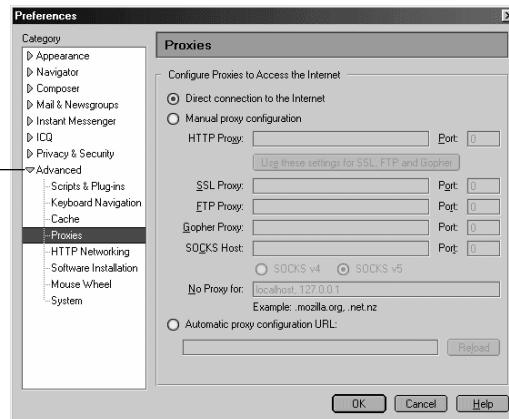 Preferences
Category
Appearance
Navigator
Composer
Mail & Newsgroups
Instant Messenger
ICQ
Privacy & Security
Advanced
Scripts & Plug-ins
Keyboard Navigation
Cache
Proxies
HTTP Networking
Software Installation
Mouse Wheel
System
Proxies
Configure Proxies to Access the Internet
Direct connection to the Internet
Manual proxy configuration
HTTP Proxy: Port: 0
Use these settings for SSL, FTP and Gopher
SSL Proxy: Port: 0
FTP Proxy: Port: 0
Gopher Proxy: Port: 0
SOCKS Host: Port: 0
SOCKS v4 SOCKS v5
No Proxy for: localhost, 127.0.0.1
Example: .mozilla.org, .net.nz
Automatic proxy configuration URL:
Reload
OK Cancel Help